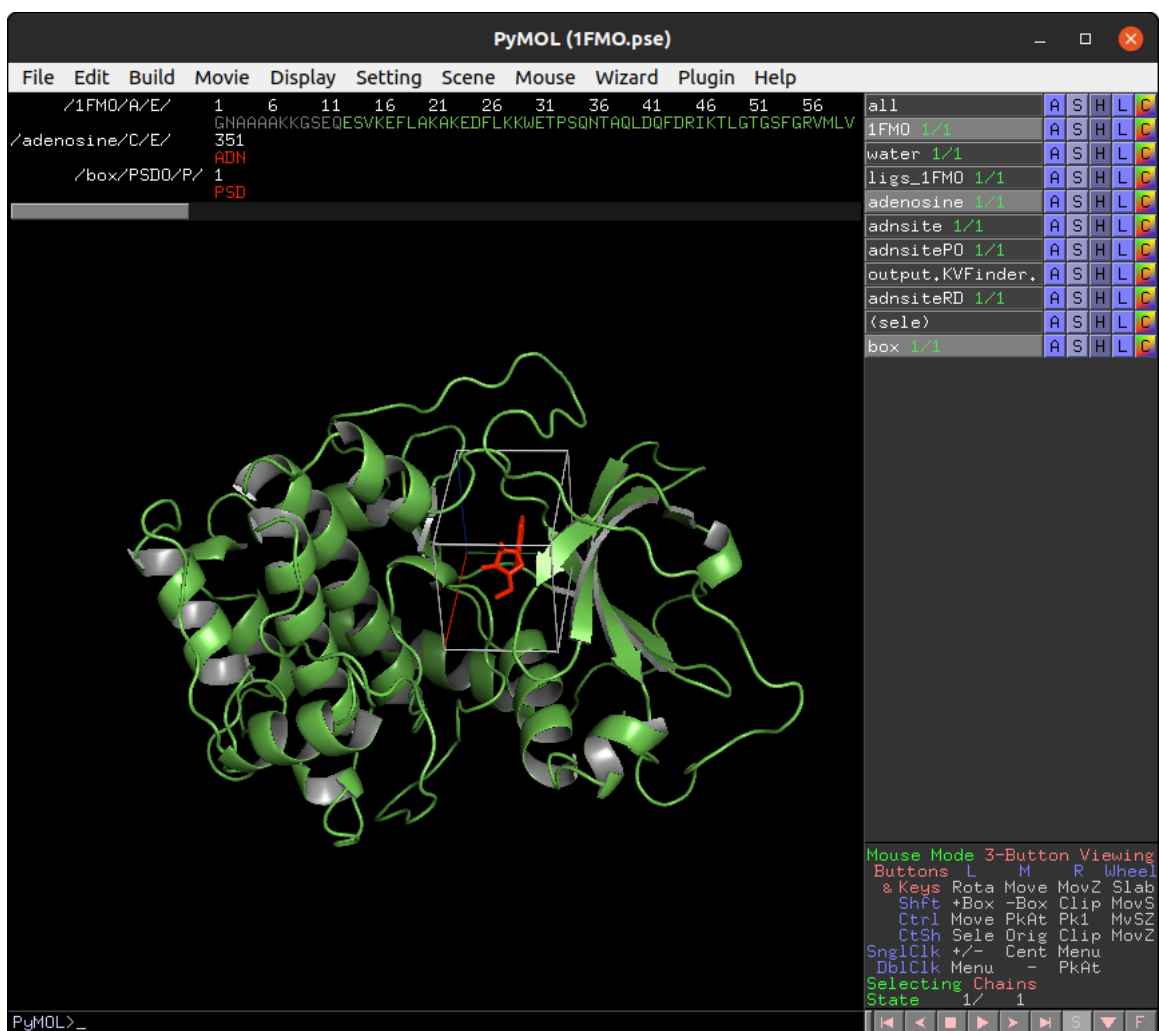 PyMOL (1FMO.pse)
File Edit Build Movie Display Setting Scene Mouse Wizard Plugin Help
/1FMO/A/E/ 1 6 11 16 21 26 31 36 41 46 51 56
GNAAAAKKGSEQESVKEFLAKAKEDFLKKWETPSQNTAQLDQFDRIKTLGTGSFGRVMLV
/adenosine/C/E/ 351
ADN
/box/PSDO/P/ 1
PSD
all A S H L C
1FMO 1/1 A S H L C
water 1/1 A S H L C
ligs_1FMO 1/1 A S H L C
adenosine 1/1 A S H L C
adnsite 1/1 A S H L C
adnsitePO 1/1 A S H L C
output.KVFinder. A S H L C
adnsiteRD 1/1 A S H L C
(sele) A S H L C
box 1/1 A S H L C
Mouse Mode 3-Button Viewing
Buttons L M R Wheel
& Keys Rota Move MovZ Slab
Shft +Box -Box Clip MovS
Ctrl Move PkAt Pk1 MvSZ
CtSh Sele Orig Clip MovZ
SnglClk +/- Cent Menu
DblClk Menu - PkAt
Selecting Chains
State 1/ 1
PyMOL>_
S F